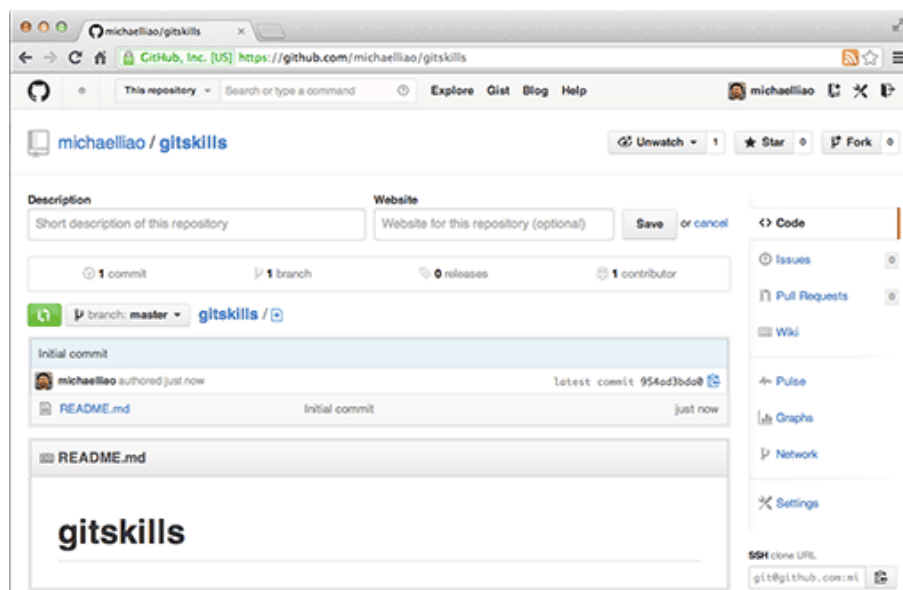 michaelliao/gitskills
GitHub, Inc. [US] https://github.com/michaelliao/gitskills
This repository Search or type a command Explore Gist Blog Help michaelliao
michaelliao / gitskills Unwatch 1 Star 0 Fork 0
Description Website
Short description of this repository Website for this repository (optional) Save or cancel
<> Code
1 commit 1 branch 0 releases 1 contributor
Issues 0
Pull Requests 0
branch: master gitskills /
Wiki
Initial commit
michaelliao authored just now latest commit 954ad3bda0
Pulse
README.md Initial commit just now
Graphs
README.md
Network
Settings
gitskills
SSH clone URL
git@github.com:mi